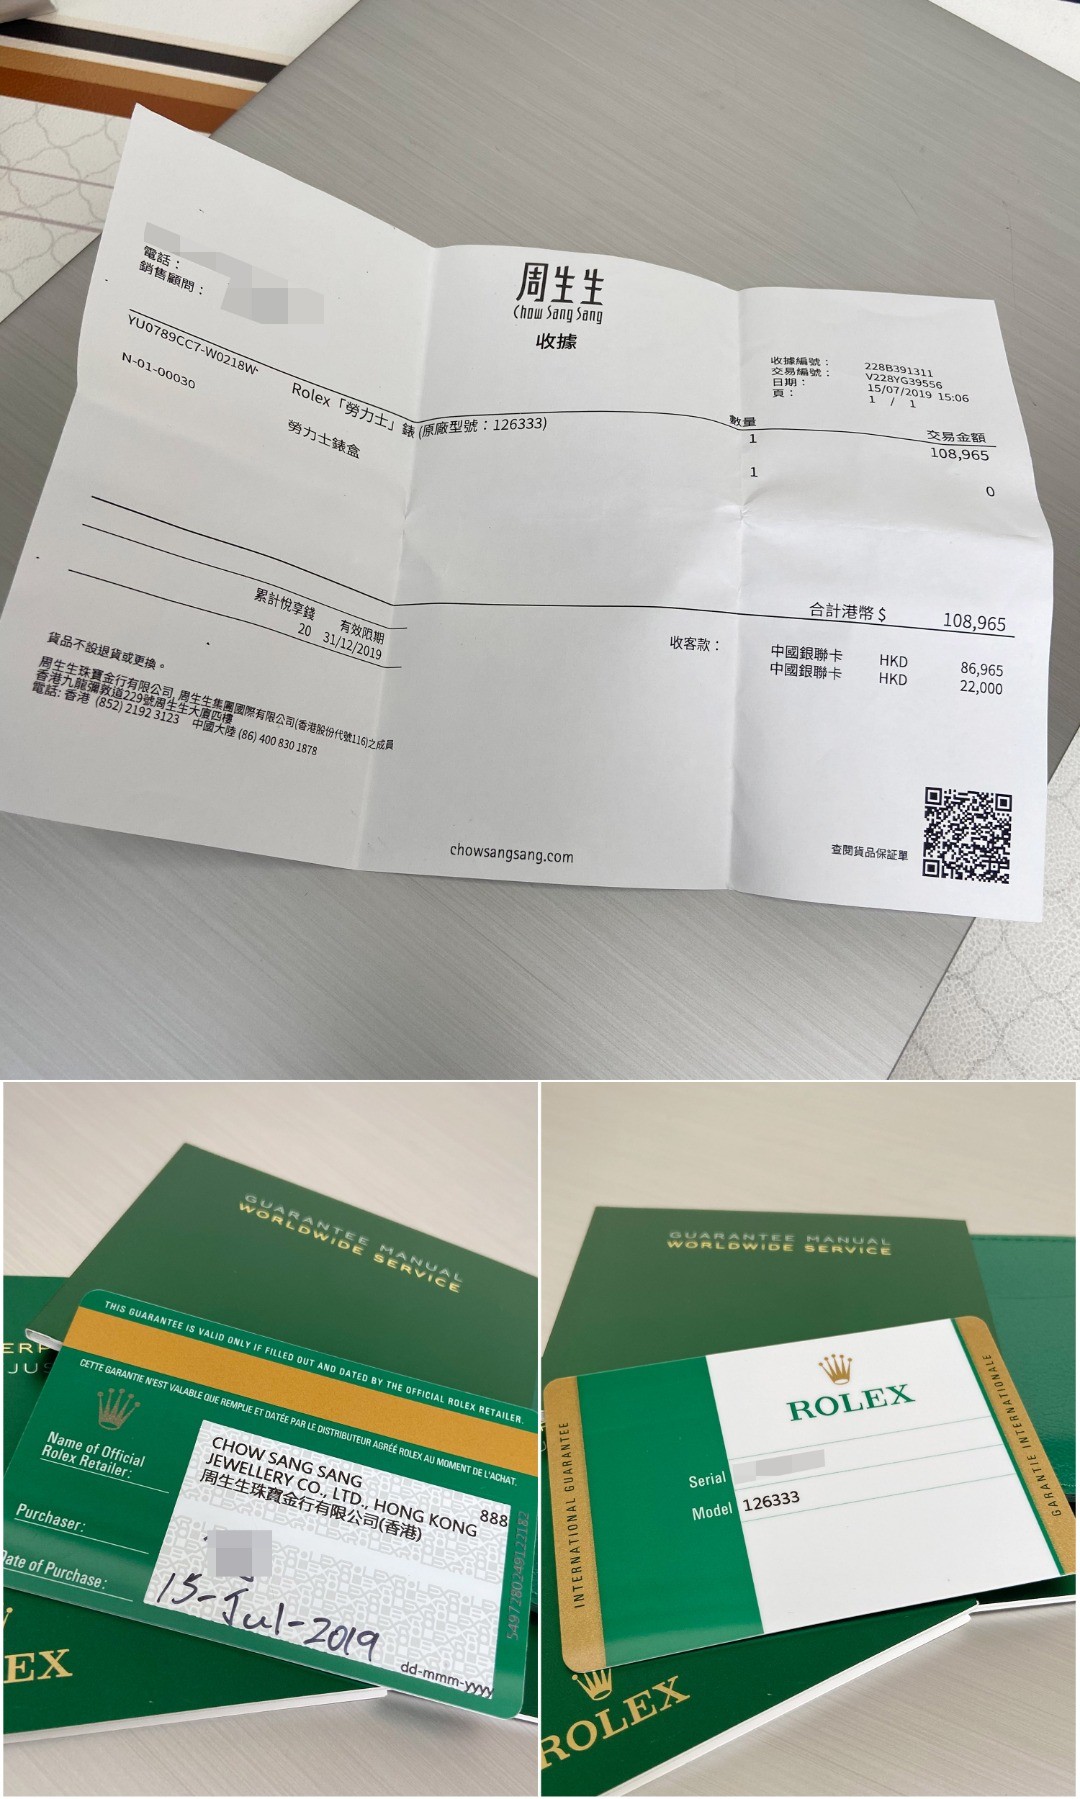 電話：
銷售顧問：
周生生
Chow Sang Sang
收據
收據編號： 228B391311
交易編號： V228YG39556
日期： 15/07/2019 15:06
頁： 1 / 1
數量 交易金額
YU0789CC7-W0218W- Rolex「勞力士」錶 (原廠型號：126333) 1 108,965
N-01-00030 勞力士錶盒 1 0
合計港幣 $ 108,965
累計悅享錢 有效限期
20 31/12/2019
收客款： 中國銀聯卡 HKD 86,965
中國銀聯卡 HKD 22,000
貨品不設退貨或更換。
周生生珠寶金行有限公司, 周生生集團國際有限公司(香港股份代號116)之成員
香港九龍彌敦道229號周生生大廈四樓
電話: 香港 (852) 2192 3123 中國大陸 (86) 400 830 1878
chowsangsang.com
查閱貨品保証單
GUARANTEE MANUAL
WORLDWIDE SERVICE
THIS GUARANTEE IS VALID ONLY IF FILLED OUT AND DATED BY THE OFFICIAL ROLEX RETAILER.
CETTE GARANTIE N'EST VALABLE QUE REMPLIE ET DATÉE PAR LE DISTRIBUTEUR AGRÉÉ ROLEX AU MOMENT DE L'ACHAT.
Name of Official
Rolex Retailer:
CHOW SANG SANG
JEWELLERY CO., LTD., HONG KONG 888
周生生珠寶金行有限公司(香港)
Purchaser:
Date of Purchase:
15-Jul-2019
dd-mmm-yyyy
5497280249122182
EX
GUARANTEE MANUAL
WORLDWIDE SERVICE
INTERNATIONAL GUARANTEE
ROLEX
Serial
Model 126333
GARANTIE INTERNATIONALE
ROLEX